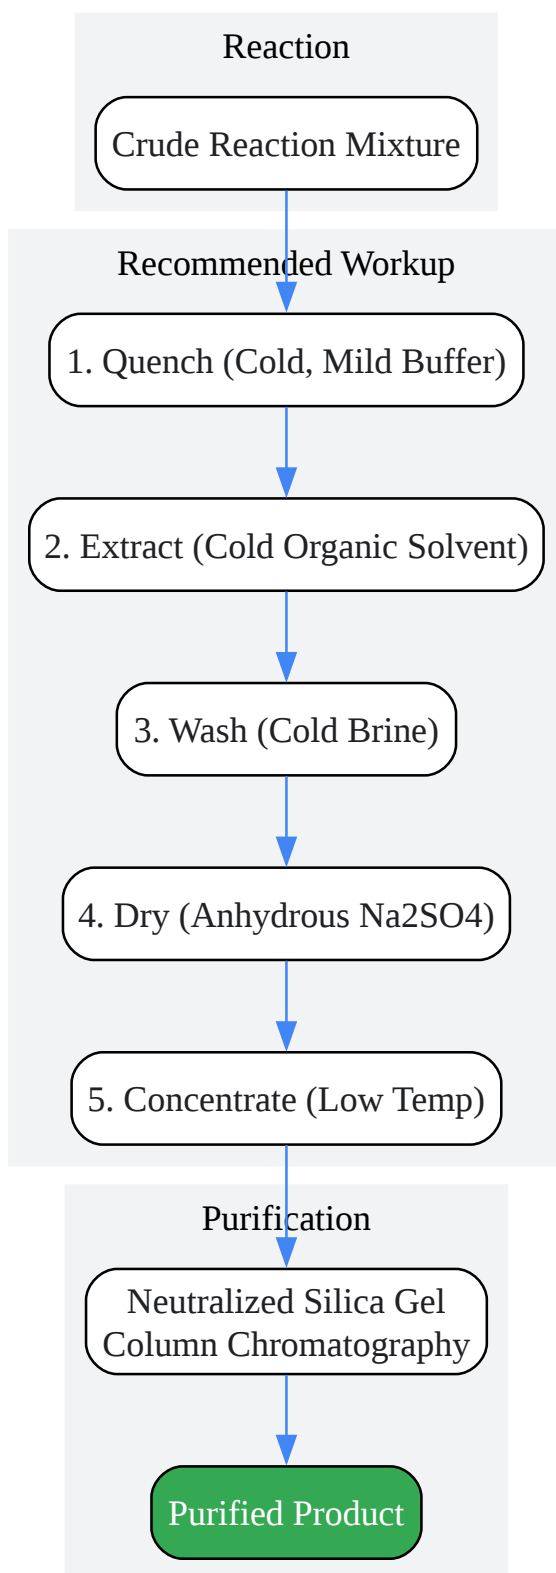 Reaction
Crude Reaction Mixture
Recommended Workup
1. Quench (Cold, Mild Buffer)
2. Extract (Cold Organic Solvent)
3. Wash (Cold Brine)
4. Dry (Anhydrous Na2SO4)
5. Concentrate (Low Temp)
Purification
Neutralized Silica Gel
Column Chromatography
Purified Product